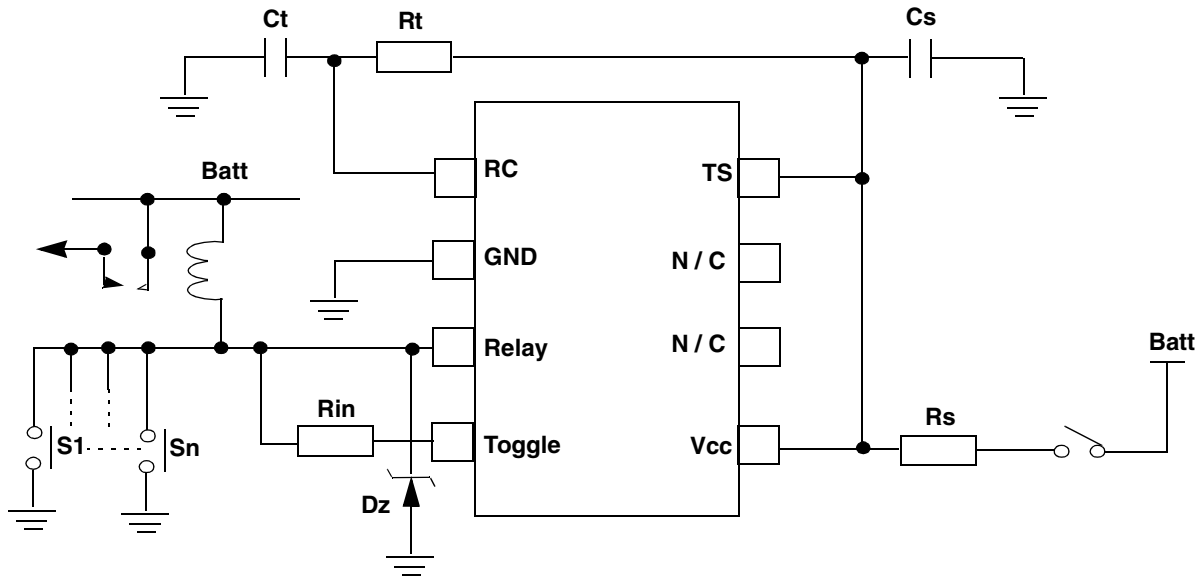 Ct
Rt
Cs
RC
TS
Batt
GND
N / C
Relay
N / C
Batt
Rin
Rs
S1
Sn
Toggle
Vcc
Dz